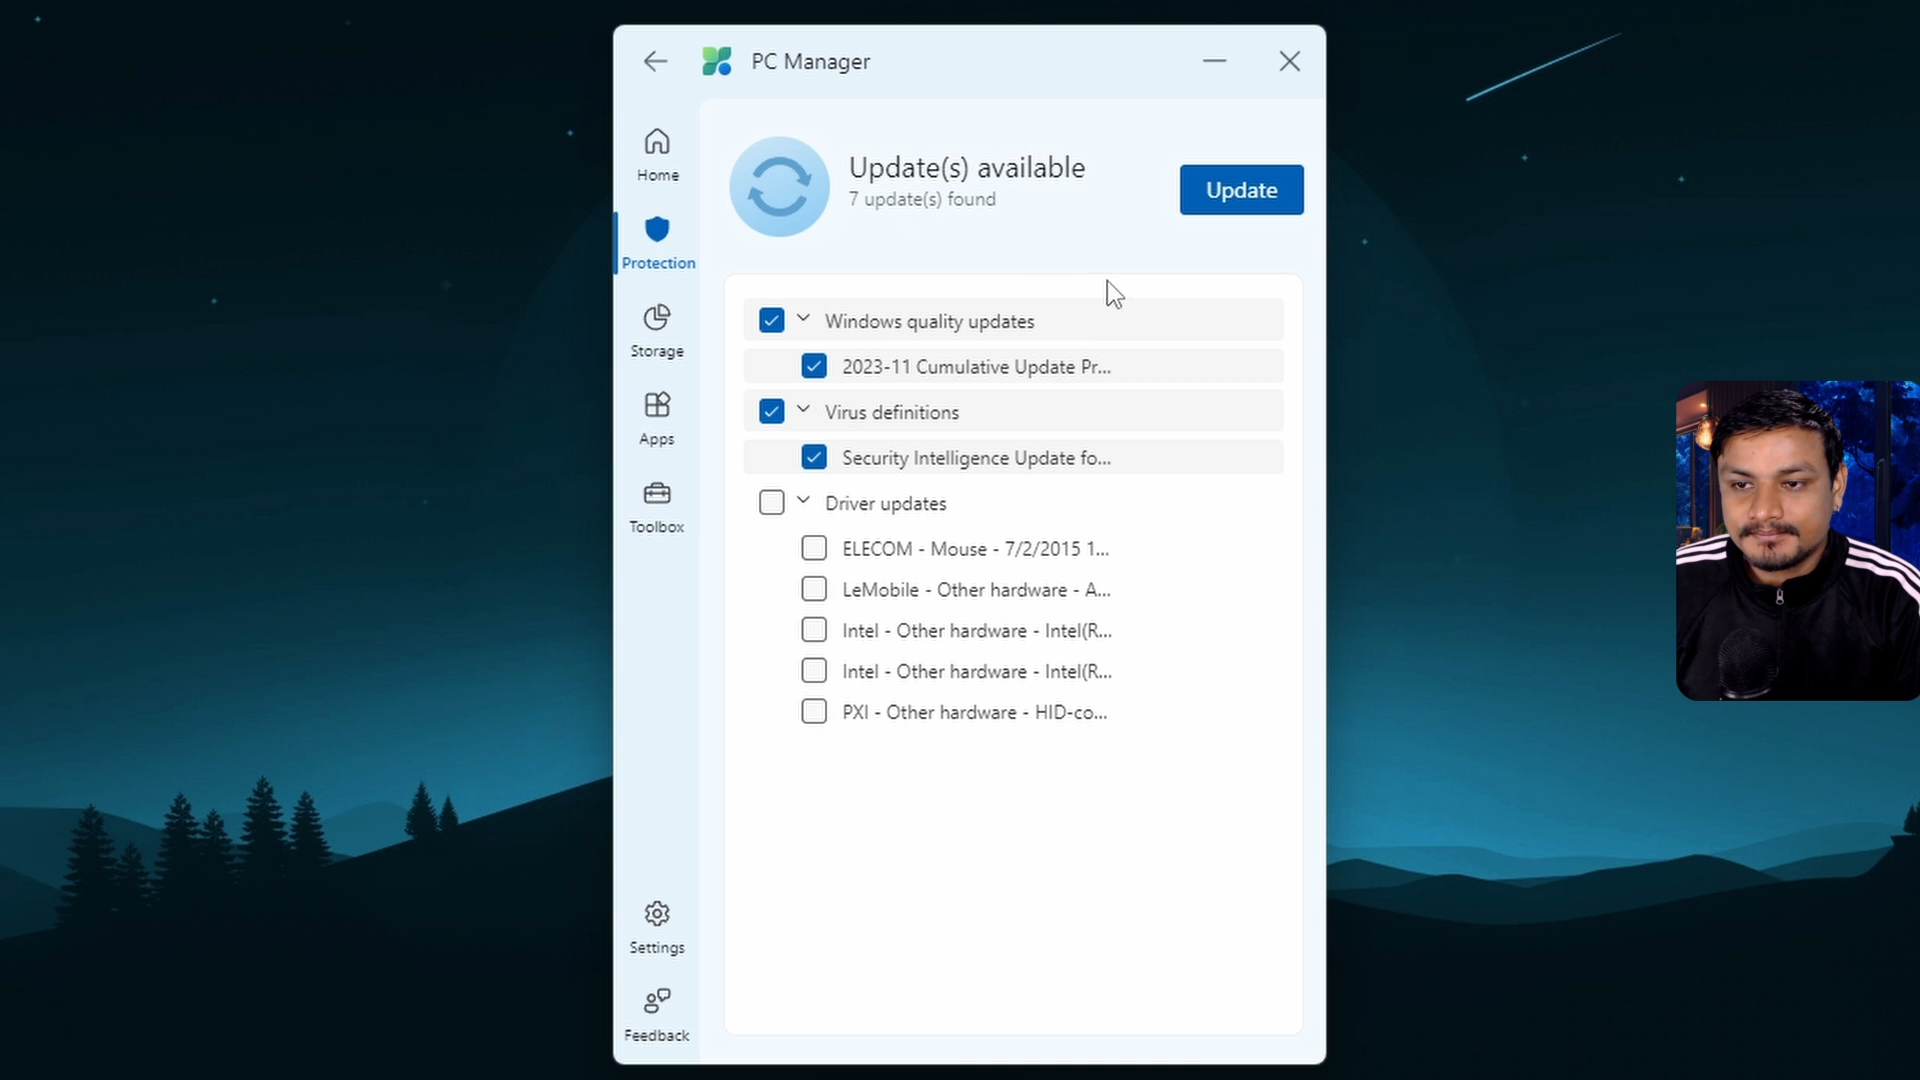 PC Manager
Home
Protection
Storage
Apps
Toolbox
Settings
Feedback
Update(s) available
7 update(s) found
Update
Windows quality updates
2023-11 Cumulative Update Pr...
Virus definitions
Security Intelligence Update fo...
Driver updates
ELECOM - Mouse - 7/2/2015 1...
LeMobile - Other hardware - A...
Intel - Other hardware - Intel(R...
Intel - Other hardware - Intel(R...
PXI - Other hardware - HID-co...